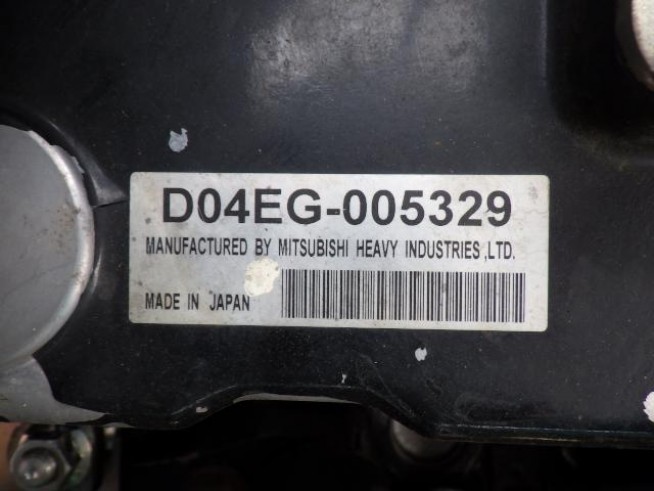 D04EG-005329
MANUFACTURED BY MITSUBISHI HEAVY INDUSTRIES,LTD.
MADE IN JAPAN